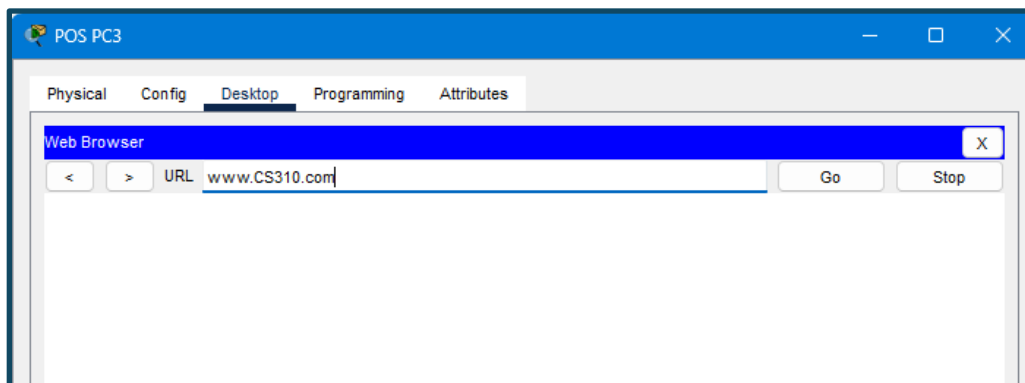 POS PC3
Physical Config Desktop Programming Attributes
Web Browser X
< > URL www.CS310.com Go Stop